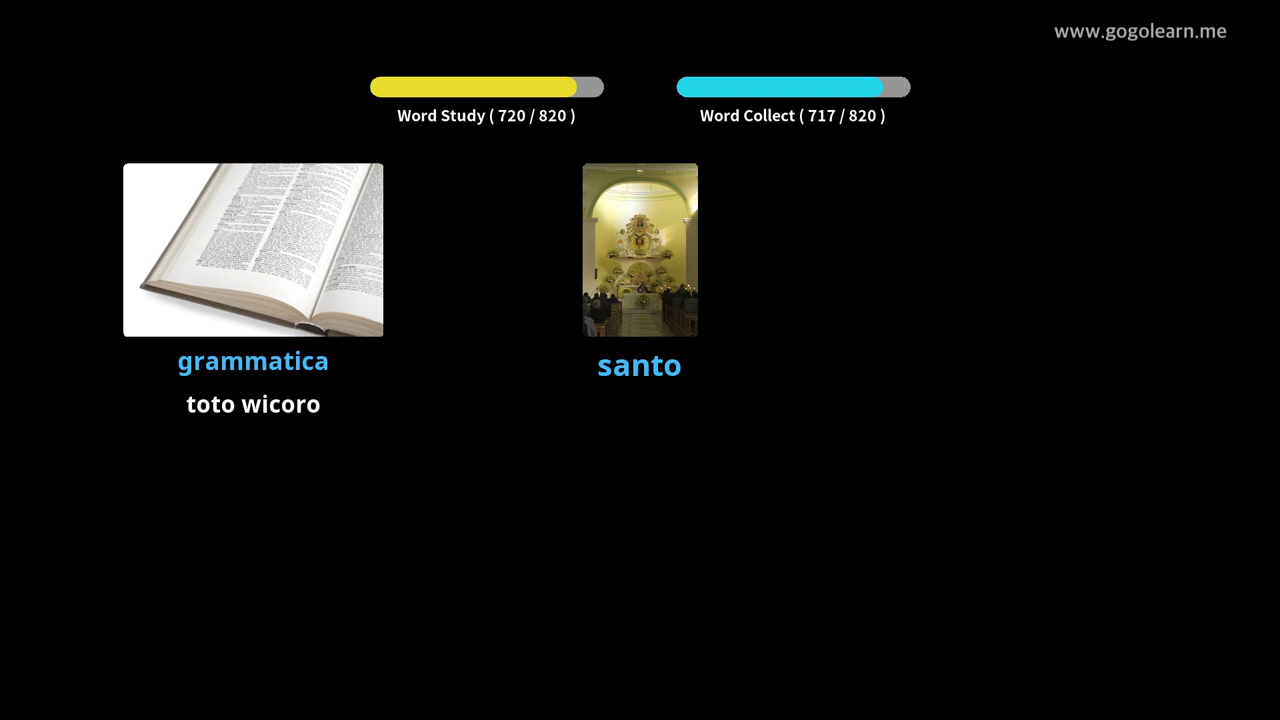 www.gogolearn.me
Word Study ( 720 / 820 )
Word Collect ( 717 / 820 )
grammatica
toto wicoro
santo